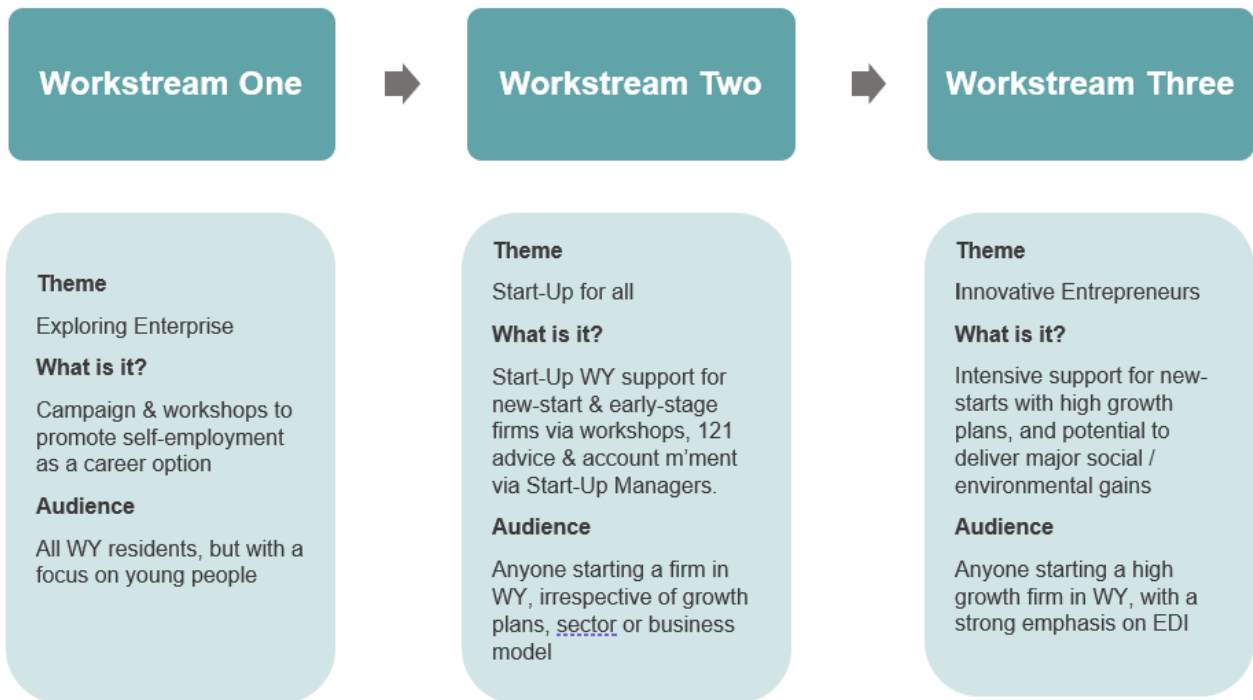 Workstream One
Workstream Two
Workstream Three
Theme
Exploring Enterprise
What is it?
Campaign & workshops to
promote self-employment
as a career option
Audience
All WY residents, but with a
focus on young people
Theme
Start-Up for all
What is it?
Start-Up WY support for
new-start & early-stage
firms via workshops, 121
advice & account m’ment
via Start-Up Managers.
Audience
Anyone starting a firm in
WY, irrespective of growth
plans, sector or business
model
Theme
Innovative Entrepreneurs
What is it?
Intensive support for new-
starts with high growth
plans, and potential to
deliver major social /
environmental gains
Audience
Anyone starting a high
growth firm in WY, with a
strong emphasis on EDI